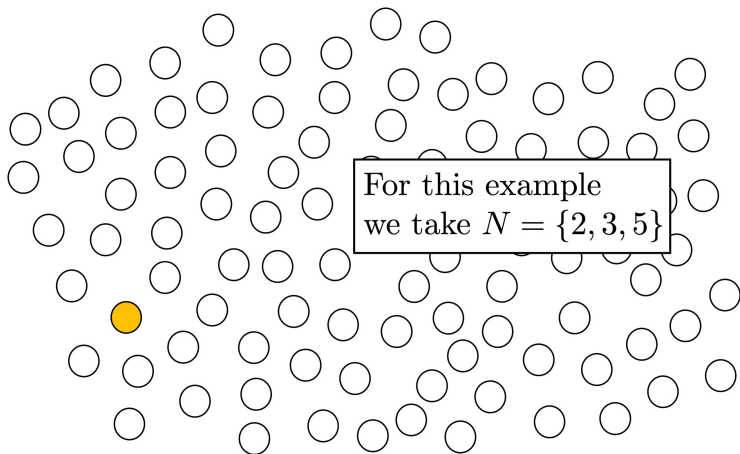 For this example
we take N = {2, 3, 5}